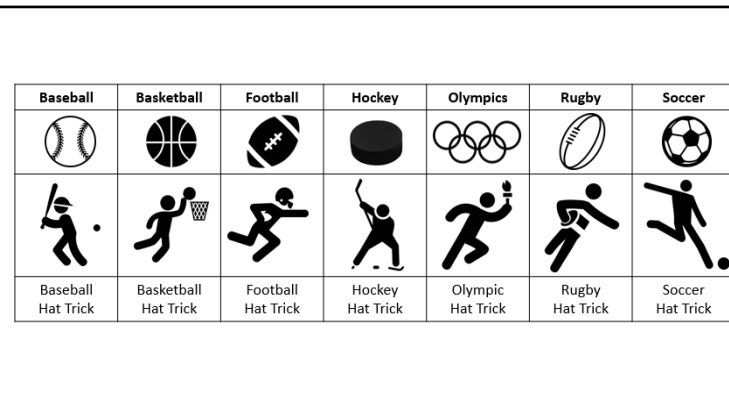 Baseball Basketball Football Hockey Olympics Rugby Soccer
Baseball Basketball Football Hockey Olympic Rugby Soccer
Hat Trick Hat Trick Hat Trick Hat Trick Hat Trick Hat Trick Hat Trick